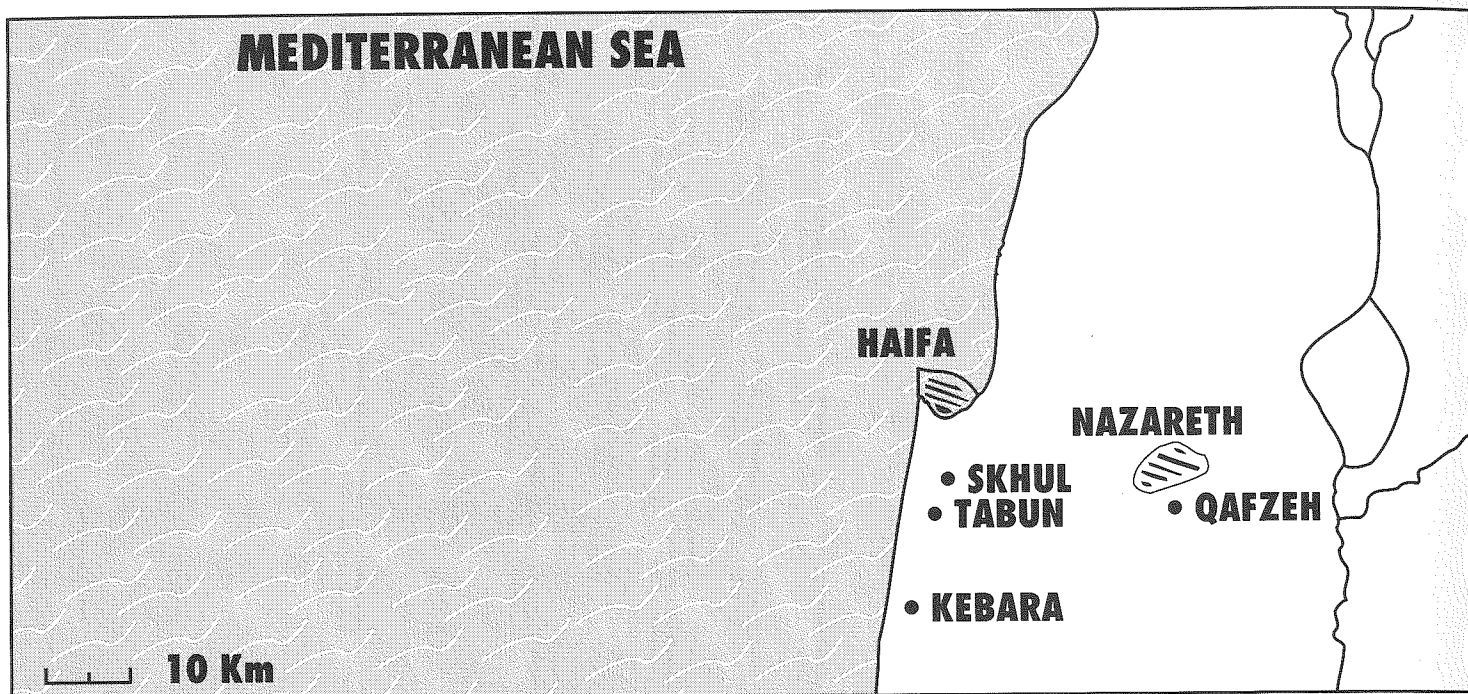 MEDITERRANEAN SEA
HAIFA
NAZARETH
SKHUL
TABUN
QAFZEH
KEBARA
10 Km